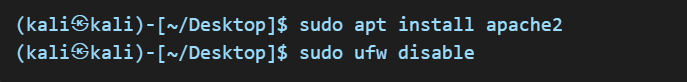 (kali㉿kali)-[~/Desktop]$ sudo apt install apache2
(kali㉿kali)-[~/Desktop]$ sudo ufw disable